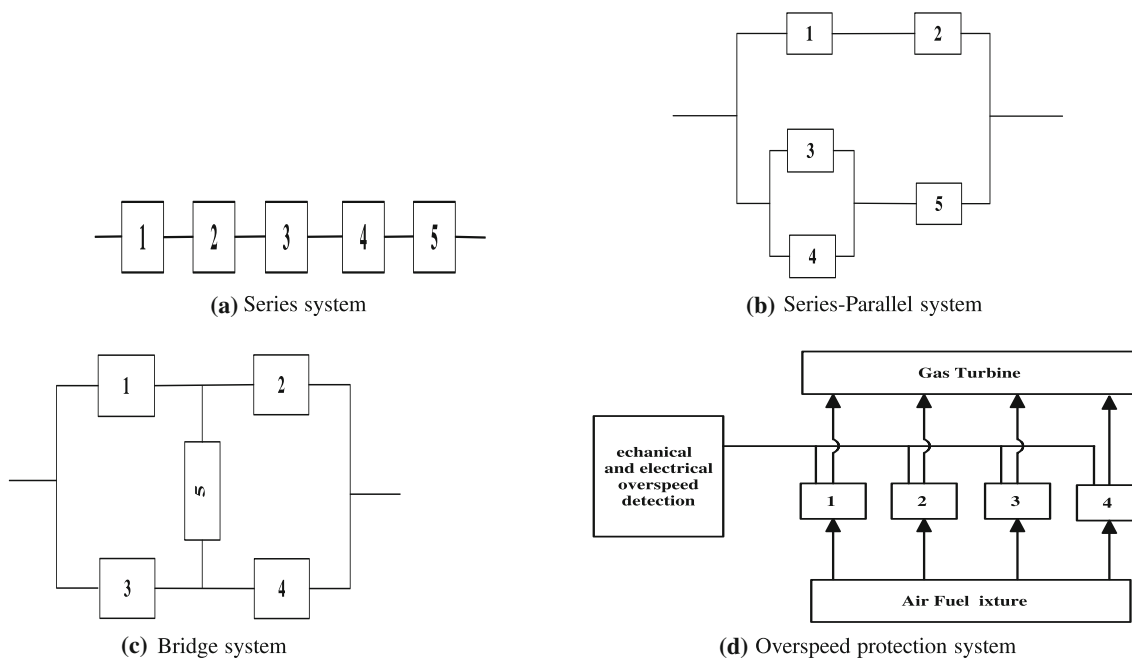 1
2
3
4
5
1 2 3 4 5
(a) Series system
(b) Series-Parallel system
1
2
5
3
4
(c) Bridge system
Gas Turbine
echanical
and electrical
overspeed
detection
1 2 3 4
Air Fuel ixture
(d) Overspeed protection system